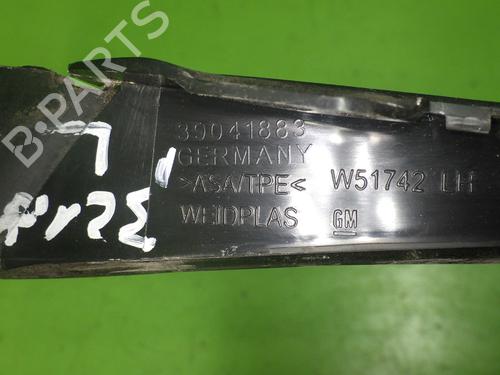 B-PARTS
39041883
GERMANY
>ASA/TPE< W51742 LH
WEIDPLAS GM
L